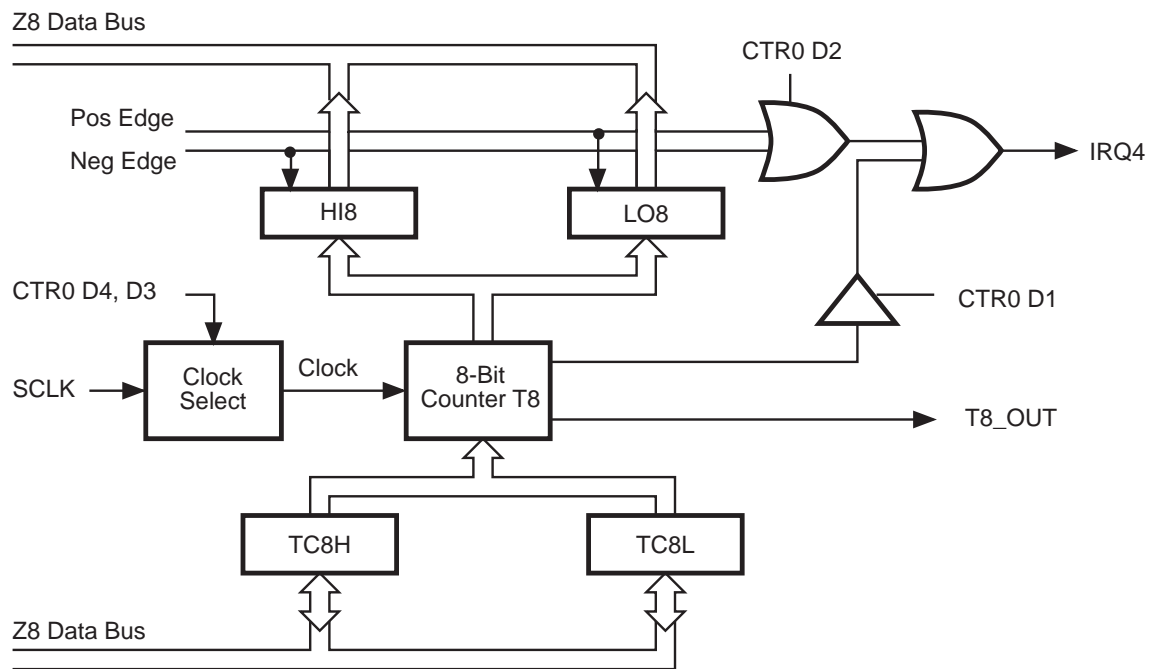 Z8 Data Bus
CTR0 D2
Pos Edge
Neg Edge
IRQ4
HI8
LO8
CTR0 D4, D3
CTR0 D1
SCLK
Clock
Select
Clock
8-Bit
Counter T8
T8_OUT
TC8H
TC8L
Z8 Data Bus